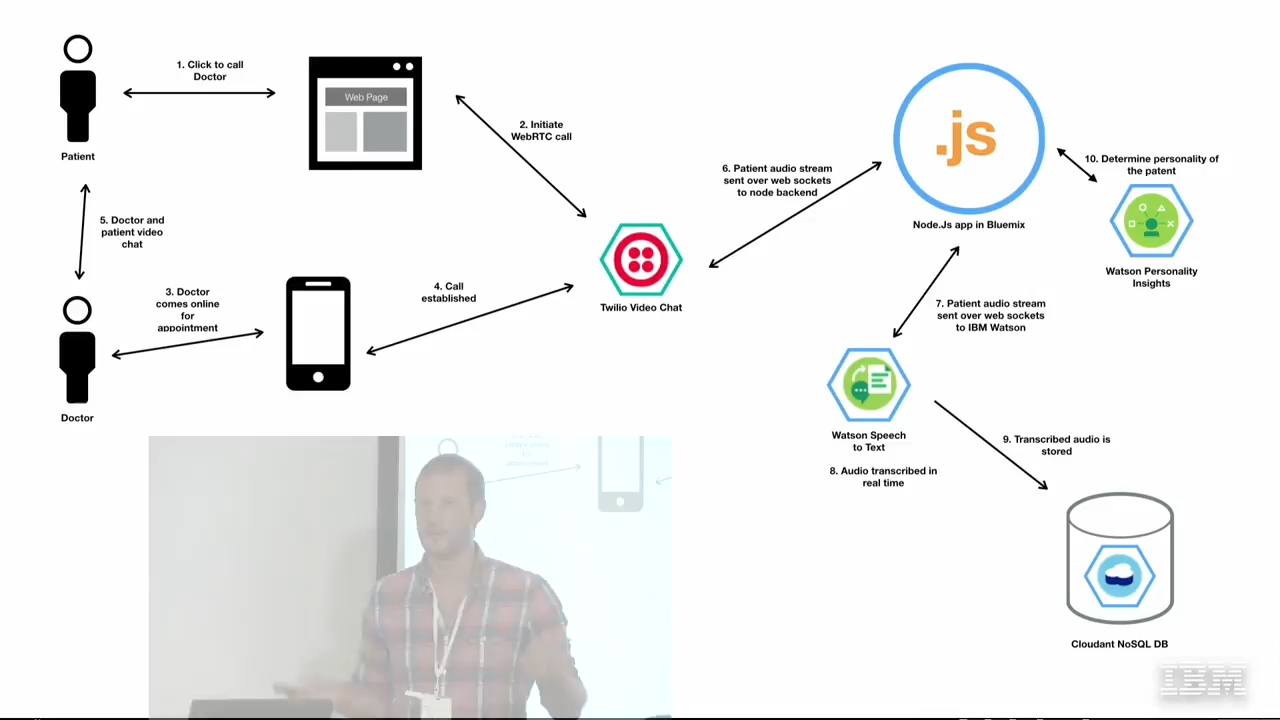 1. Click to call
Doctor
Web Page
Patient
2. Initiate
WebRTC call
5. Doctor and
patient video
chat
3. Doctor
comes online
for
appointment
Doctor
4. Call
established
Twilio Video Chat
6. Patient audio stream
sent over web sockets
to node backend
.js
Node.Js app in Bluemix
10. Determine personality of
the patent
Watson Personality
Insights
7. Patient audio stream
sent over web sockets
to IBM Watson
Watson Speech
to Text
8. Audio transcribed in
real time
9. Transcribed audio is
stored
Cloudant NoSQL DB
IBM